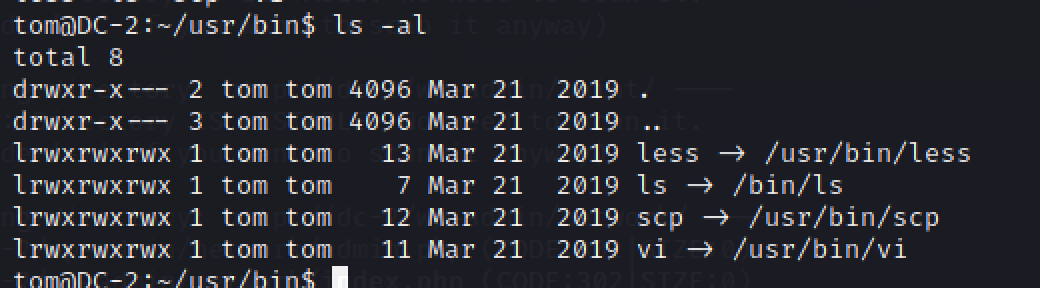 tom@DC-2:~/usr/bin$ ls -al
total 8
drwxr-x--- 2 tom tom 4096 Mar 21  2019 .
drwxr-x--- 3 tom tom 4096 Mar 21  2019 ..
lrwxrwxrwx 1 tom tom   13 Mar 21  2019 less → /usr/bin/less
lrwxrwxrwx 1 tom tom    7 Mar 21  2019 ls → /bin/ls
lrwxrwxrwx 1 tom tom   12 Mar 21  2019 scp → /usr/bin/scp
lrwxrwxrwx 1 tom tom   11 Mar 21  2019 vi → /usr/bin/vi
tom@DC-2:~/usr/bin$